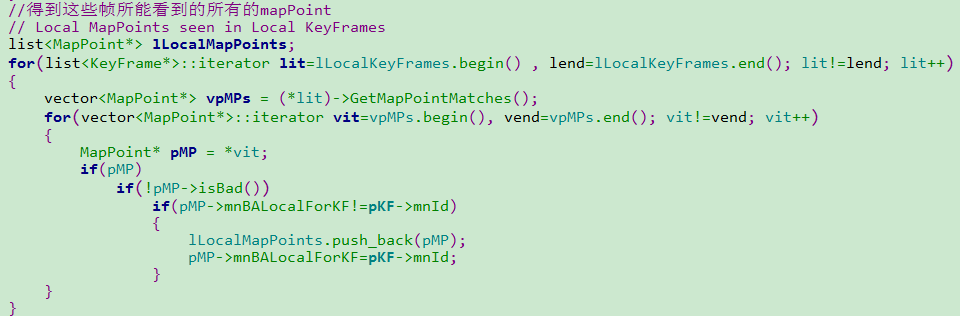 //得到这些帧所能看到的所有的mapPoint
// Local MapPoints seen in Local KeyFrames
list<MapPoint*> lLocalMapPoints;
for(list<KeyFrame*>::iterator lit=lLocalKeyFrames.begin() , lend=lLocalKeyFrames.end(); lit!=lend; lit++)
{
    vector<MapPoint*> vpMPs = (*lit)->GetMapPointMatches();
    for(vector<MapPoint*>::iterator vit=vpMPs.begin(), vend=vpMPs.end(); vit!=vend; vit++)
    {
        MapPoint* pMP = *vit;
        if(pMP)
            if(!pMP->isBad())
                if(pMP->mnBALocalForKF!=pKF->mnId)
                {
                    lLocalMapPoints.push_back(pMP);
                    pMP->mnBALocalForKF=pKF->mnId;
                }
    }
}